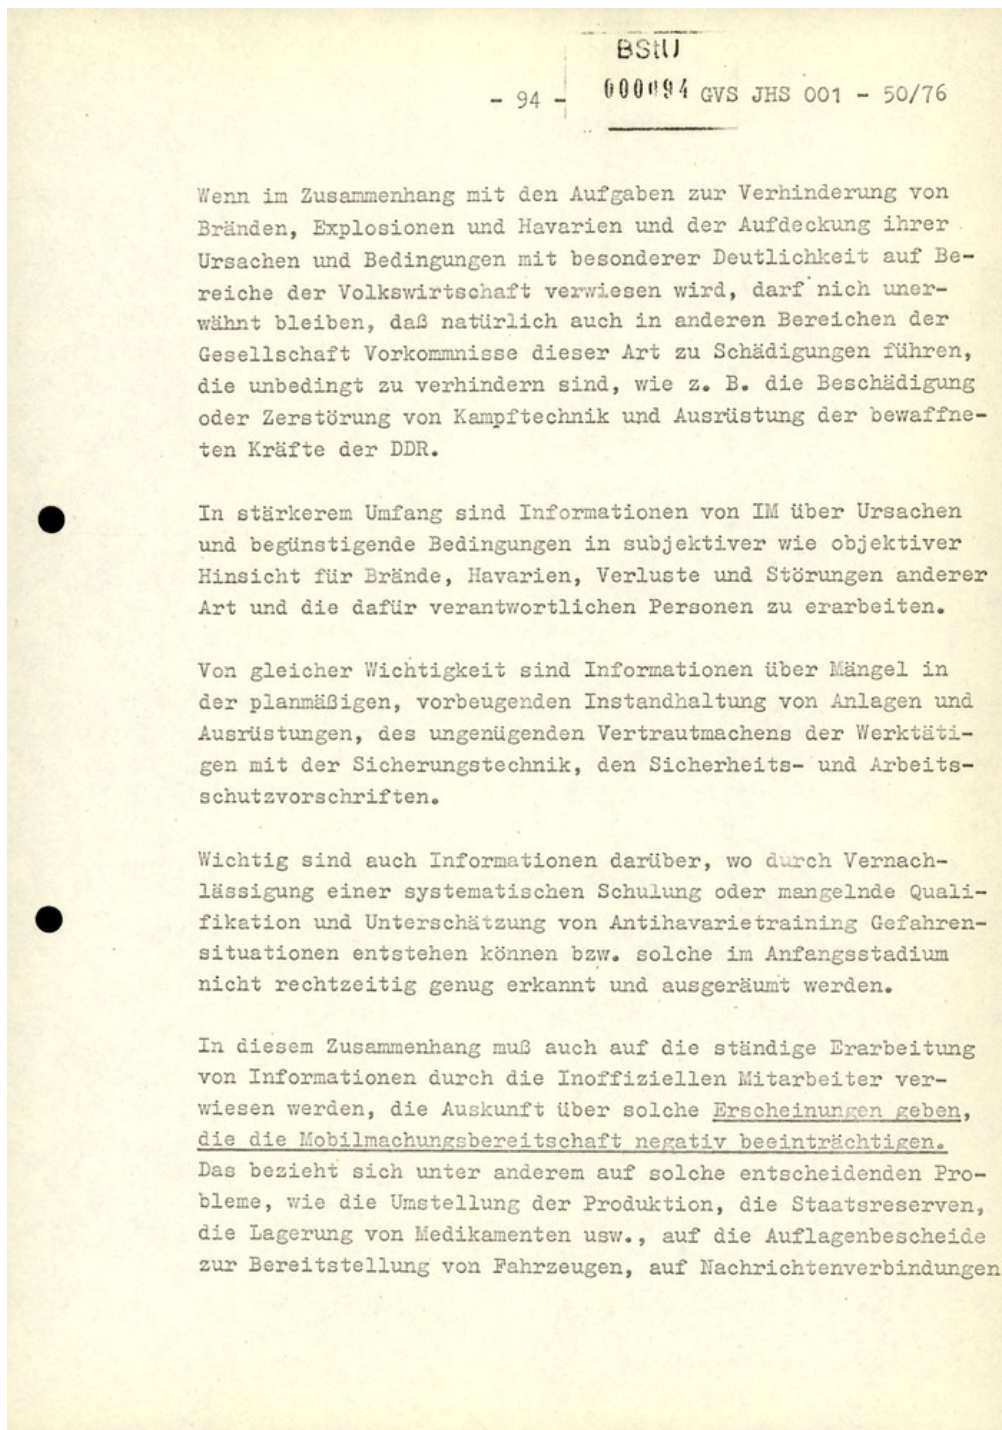 BStU
- 94 - 000094 GVS JHS 001 - 50/76
Wenn im Zusammenhang mit den Aufgaben zur Verhinderung von
Bränden, Explosionen und Havarien und der Aufdeckung ihrer
Ursachen und Bedingungen mit besonderer Deutlichkeit auf Be-
reiche der Volkswirtschaft verwiesen wird, darf nich uner-
wähnt bleiben, daß natürlich auch in anderen Bereichen der
Gesellschaft Vorkommnisse dieser Art zu Schädigungen führen,
die unbedingt zu verhindern sind, wie z. B. die Beschädigung
oder Zerstörung von Kampftechnik und Ausrüstung der bewaffne-
ten Kräfte der DDR.
In stärkerem Umfang sind Informationen von IM über Ursachen
und begünstigende Bedingungen in subjektiver wie objektiver
Hinsicht für Brände, Havarien, Verluste und Störungen anderer
Art und die dafür verantwortlichen Personen zu erarbeiten.
Von gleicher Wichtigkeit sind Informationen über Mängel in
der planmäßigen, vorbeugenden Instandhaltung von Anlagen und
Ausrüstungen, des ungenügenden Vertrautmachens der Werktäti-
gen mit der Sicherungstechnik, den Sicherheits- und Arbeits-
schutzvorschriften.
Wichtig sind auch Informationen darüber, wo durch Vernach-
lässigung einer systematischen Schulung oder mangelnde Quali-
fikation und Unterschätzung von Antihavarietraining Gefahren-
situationen entstehen können bzw. solche im Anfangsstadium
nicht rechtzeitig genug erkannt und ausgeräumt werden.
In diesem Zusammenhang muß auch auf die ständige Erarbeitung
von Informationen durch die Inoffiziellen Mitarbeiter ver-
wiesen werden, die Auskunft über solche Erscheinungen geben,
die die Mobilmachungsbereitschaft negativ beeinträchtigen.
Das bezieht sich unter anderem auf solche entscheidenden Pro-
bleme, wie die Umstellung der Produktion, die Staatsreserven,
die Lagerung von Medikamenten usw., auf die Auflagenbescheide
zur Bereitstellung von Fahrzeugen, auf Nachrichtenverbindungen